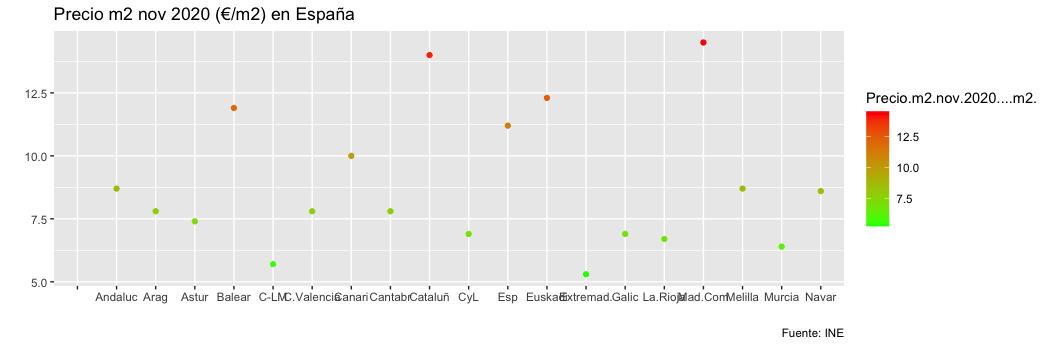 Precio m2 nov 2020 (€/m2) en España
12.5
10.0
7.5
5.0
Andaluc Arag Astur Balear C-LM C.Valencia Canari Cantabr Cataluñ CyL Esp Euskadi Extremad. Galic La.Rioja Mad.Com Melilla Murcia Navar
Precio.m2.nov.2020....m2.
12.5
10.0
7.5
Fuente: INE